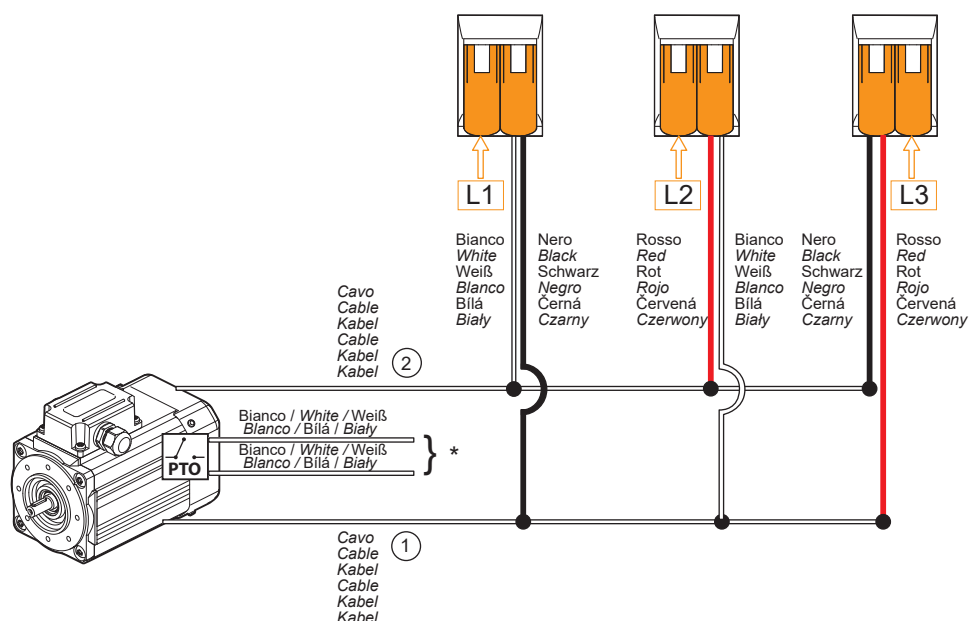 L1
L2
L3
Bianco
White
Weiß
Blanco
Bílá
Biały
Nero
Black
Schwarz
Negro
Černá
Czarny
Rosso
Red
Rot
Rojo
Červená
Czerwony
Bianco
White
Weiß
Blanco
Bílá
Biały
Nero
Black
Schwarz
Negro
Černá
Czarny
Rosso
Red
Rot
Rojo
Červená
Czerwony
Cavo
Cable
Kabel
Cable
Kabel
Kabel
2
Bianco / White / Weiß
Blanco / Bílá / Biały
Bianco / White / Weiß
Blanco / Bílá / Biały
} *
PTO
Cavo
Cable
Kabel
Cable
Kabel
Kabel
1